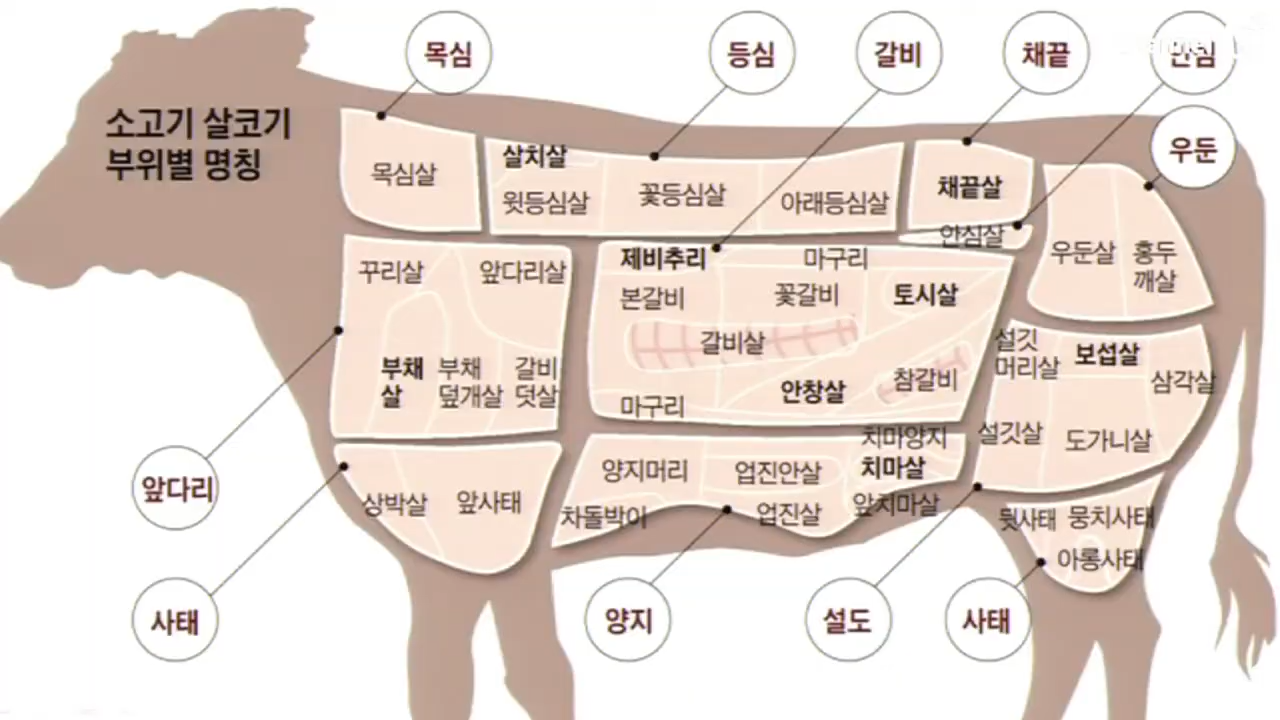 소고기 살코기
부위별 명칭
목심
등심
갈비
채끝
안심
우둔
목심살
살치살
윗등심살
꽃등심살
아래등심살
채끝살
안심살
우둔살
홍두
깨살
꾸리살
앞다리살
부채
살
부채
덮개살
갈비
덧살
제비추리
마구리
본갈비
꽃갈비
토시살
갈비살
안창살
참갈비
마구리
설깃
머리살
보섭살
삼각살
설깃살
도가니살
상박살
앞사태
양지머리
업진안살
치마양지
치마살
차돌박이
업진살
앞치마살
뒷사태
뭉치사태
아롱사태
앞다리
사태
양지
설도
사태